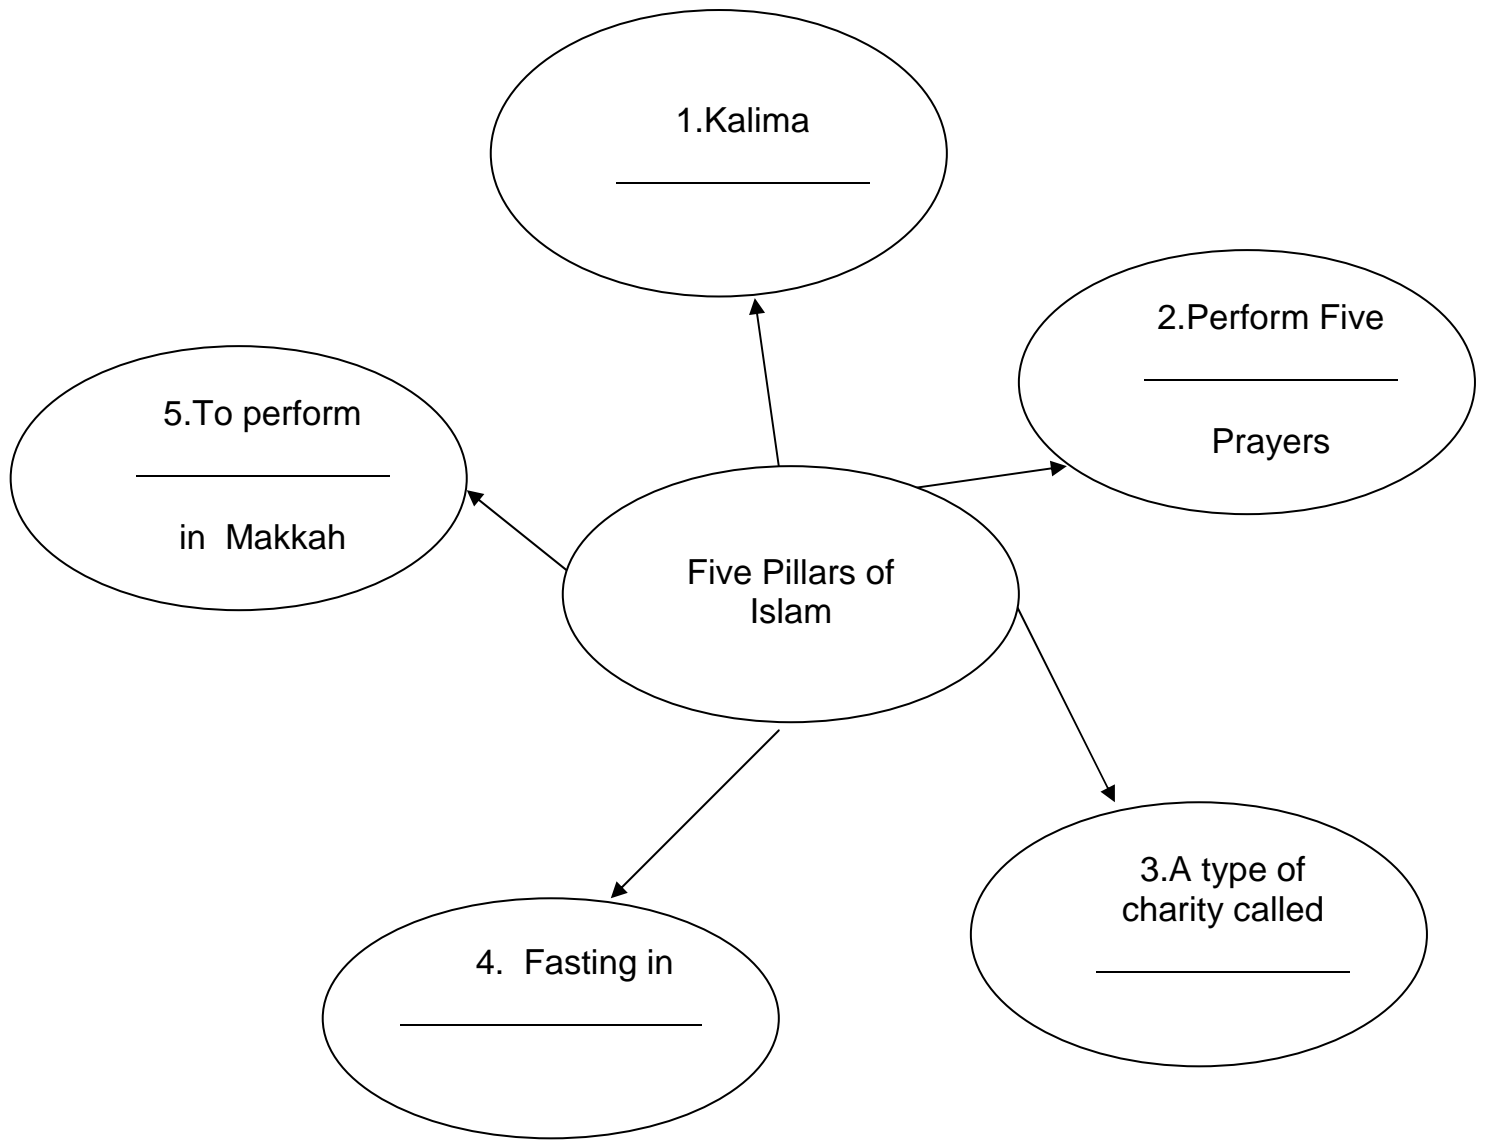 1.Kalima
2.Perform Five
Prayers
5.To perform
in Makkah
Five Pillars of
Islam
3.A type of
charity called
4. Fasting in